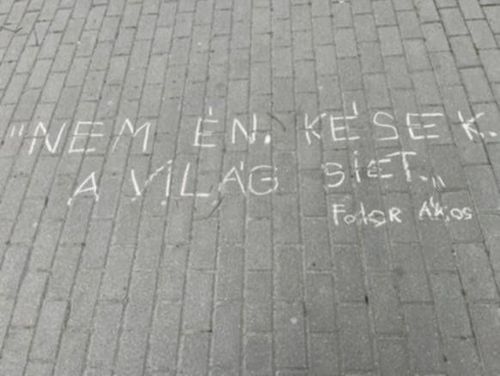 "NEM ÉN. KÉSEK.
A VILÁG SIET.„
Fodor Ákos